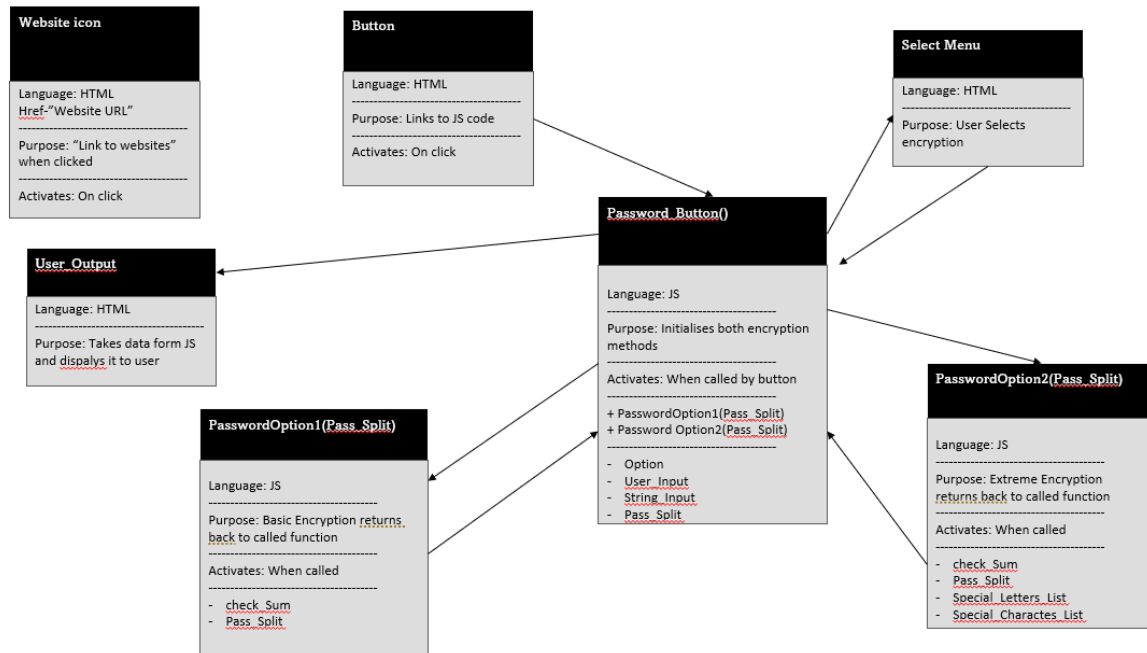 Website icon
Language: HTML
Href-“Website URL”
----------------------------------------
Purpose: “Link to websites”
when clicked
----------------------------------------
Activates: On click
Button
Language: HTML
----------------------------------------
Purpose: Links to JS code
----------------------------------------
Activates: On click
Select Menu
Language: HTML
----------------------------------------
Purpose: User Selects
encryption
User_Output
Language: HTML
----------------------------------------
Purpose: Takes data form JS
and dispalys it to user
Password_Button()
Language: JS
----------------------------------------
Purpose: Initialises both encryption
methods
----------------------------------------
Activates: When called by button
----------------------------------------
+ PasswordOption1(Pass_Split)
+ Password Option2(Pass_Split)
----------------------------------------
- Option
- User_Input
- String_Input
- Pass_Split
PasswordOption1(Pass_Split)
Language: JS
----------------------------------------
Purpose: Basic Encryption returns
back to called function
----------------------------------------
Activates: When called
----------------------------------------
- check_Sum
- Pass_Split
PasswordOption2(Pass_Split)
Language: JS
----------------------------------------
Purpose: Extreme Encryption
returns back to called function
----------------------------------------
Activates: When called
----------------------------------------
- check_Sum
- Pass_Split
- Special_Letters_List
- Special_Charactes_List